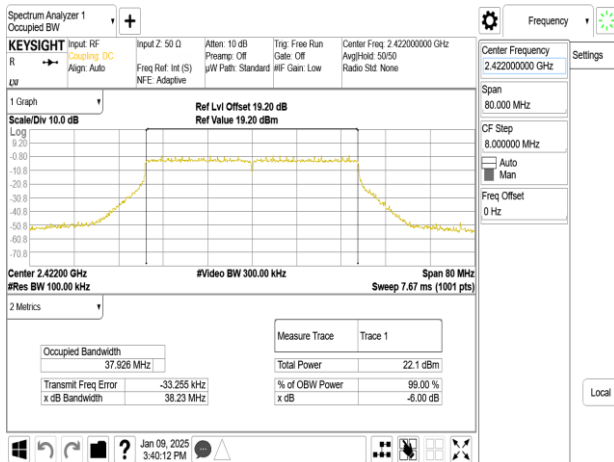 Spectrum Analyzer 1
Occupied BW
Frequency
KEYSIGHT
R
LXI
Input: RF
Coupling: DC
Align: Auto
Input Z: 50 Ω
Freq Ref: Int (S)
NFE: Adaptive
Atten: 10 dB
Preamp: Off
µW Path: Standard
Trig: Free Run
Gate: Off
#IF Gain: Low
Center Freq: 2.422000000 GHz
Avg|Hold: 50/50
Radio Std: None
Center Frequency
2.422000000 GHz
Settings
Span
80.000 MHz
CF Step
8.000000 MHz
Auto
Man
Freq Offset
0 Hz
Local
1 Graph
Scale/Div 10.0 dB
Ref Lvl Offset 19.20 dB
Ref Value 19.20 dBm
Log
9.20
-0.80
-10.8
-20.8
-30.8
-40.8
-50.8
-60.8
-70.8
Center 2.42200 GHz
#Video BW 300.00 kHz
Span 80 MHz
#Res BW 100.00 kHz
Sweep 7.67 ms (1001 pts)
2 Metrics
Measure Trace Trace 1
Occupied Bandwidth
37.926 MHz
Total Power 22.1 dBm
Transmit Freq Error -33.255 kHz
% of OBW Power 99.00 %
x dB Bandwidth 38.23 MHz
x dB -6.00 dB
?
Jan 09, 2025
3:40:12 PM